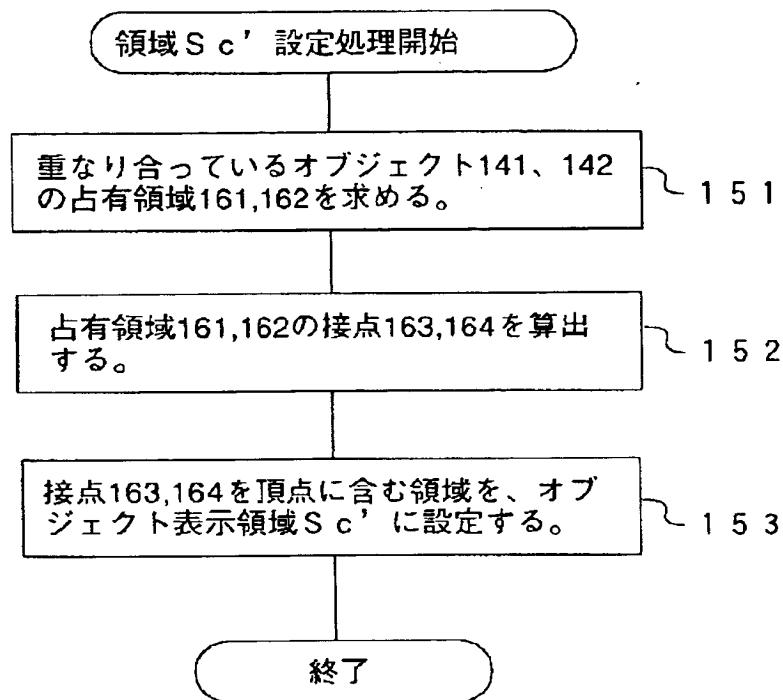 領域Ｓｃ’設定処理開始
重なり合っているオブジェクト141、142
の占有領域161,162を求める。
151
占有領域161,162の接点163,164を算出
する。
152
接点163,164を頂点に含む領域を、オブ
ジェクト表示領域Ｓｃ’に設定する。
153
終了